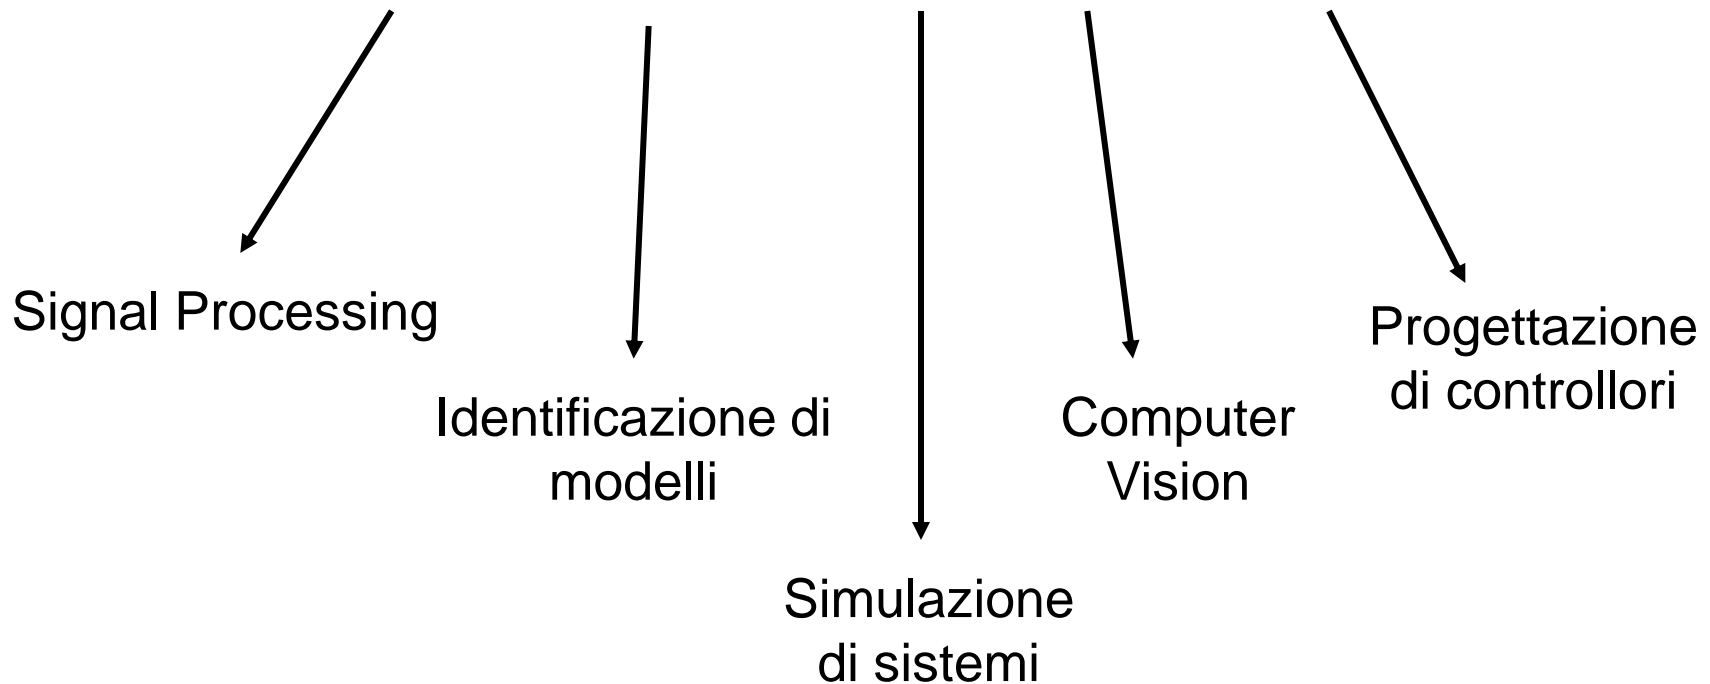 Signal Processing
Identificazione di
modelli
Simulazione
di sistemi
Computer
Vision
Progettazione
di controllori